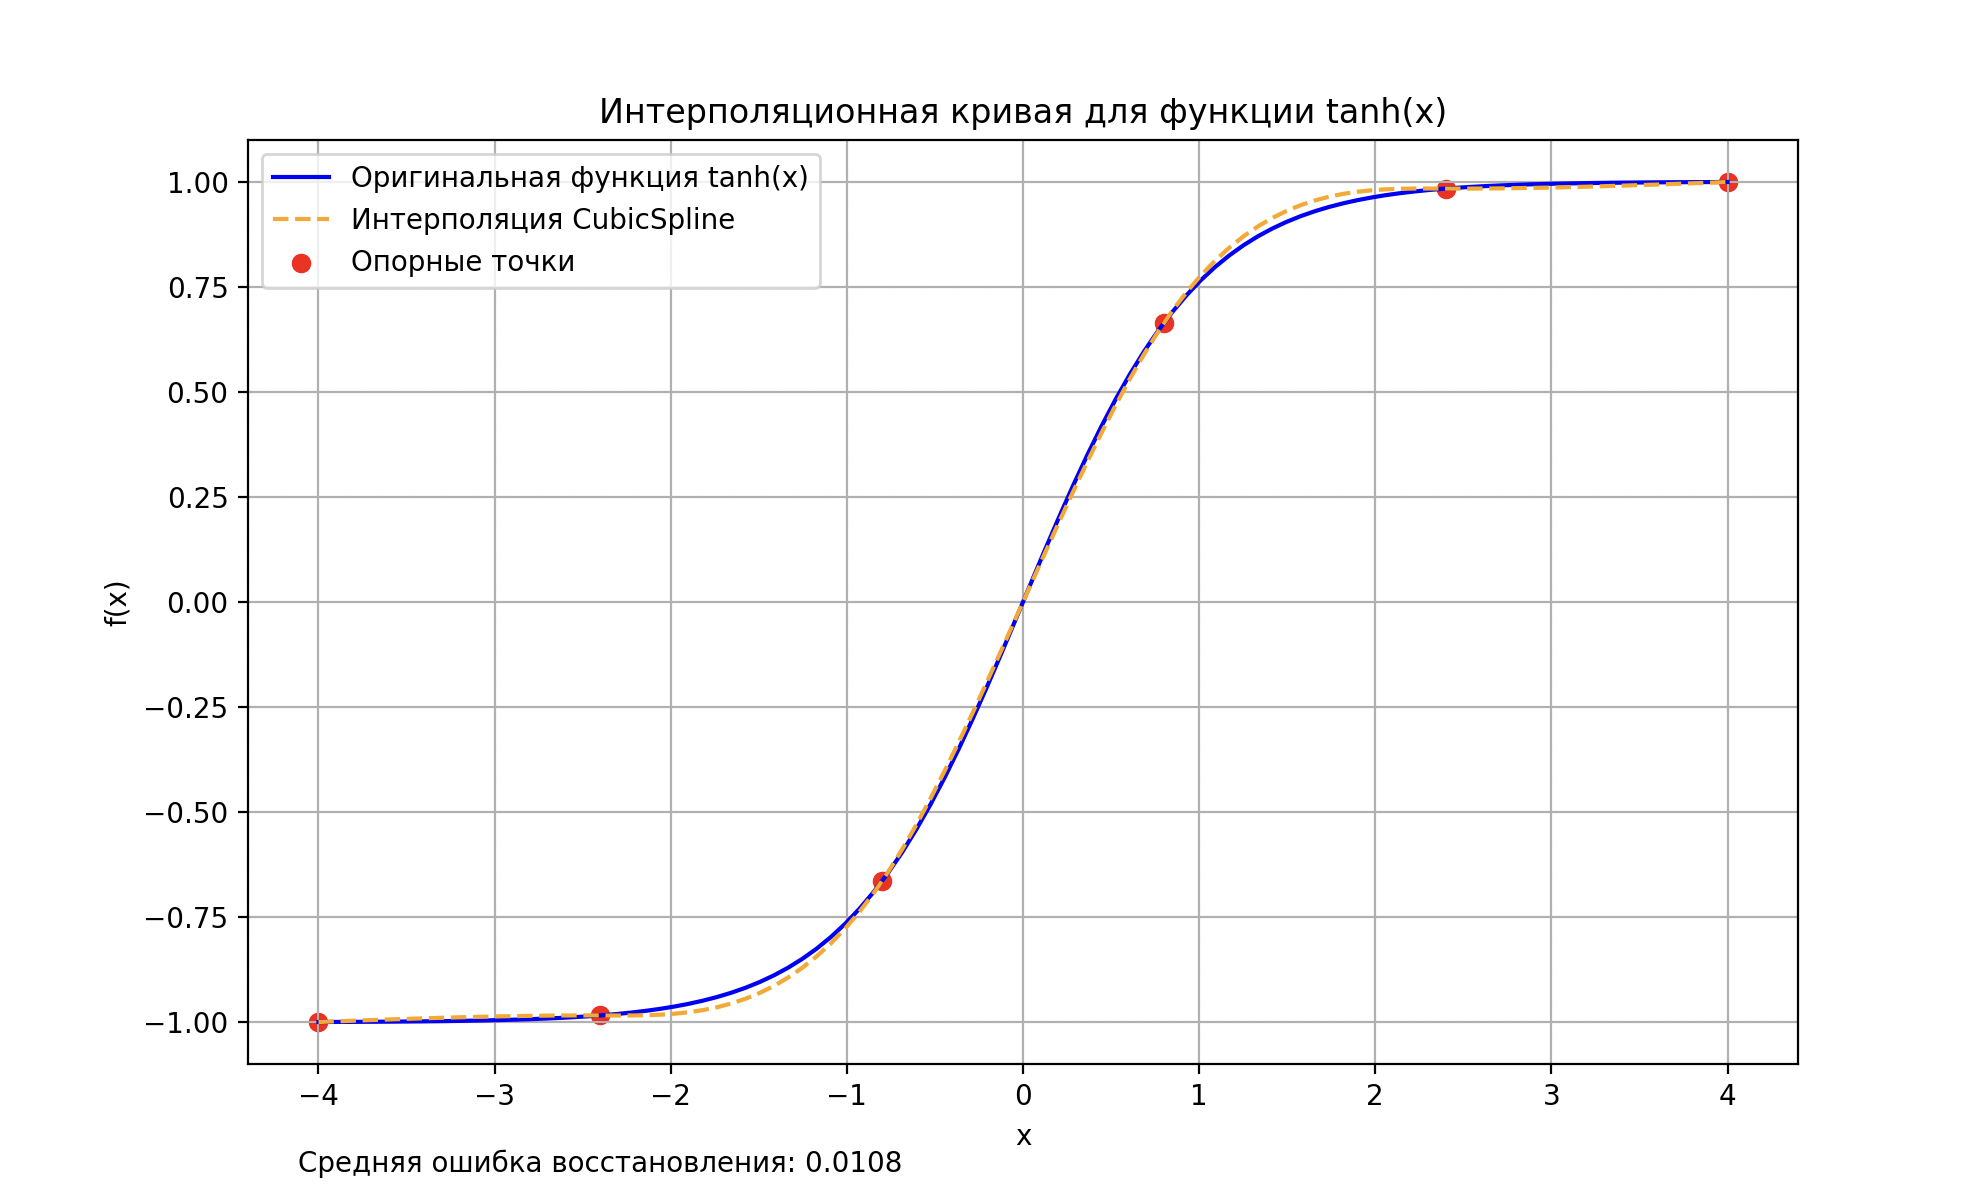 Интерполяционная кривая для функции tanh(x)
Оригинальная функция tanh(x)
Интерполяция CubicSpline
Опорные точки
1.00
0.75
0.50
0.25
0.00
−0.25
−0.50
−0.75
−1.00
f(x)
−4 −3 −2 −1 0 1 2 3 4
x
Средняя ошибка восстановления: 0.0108